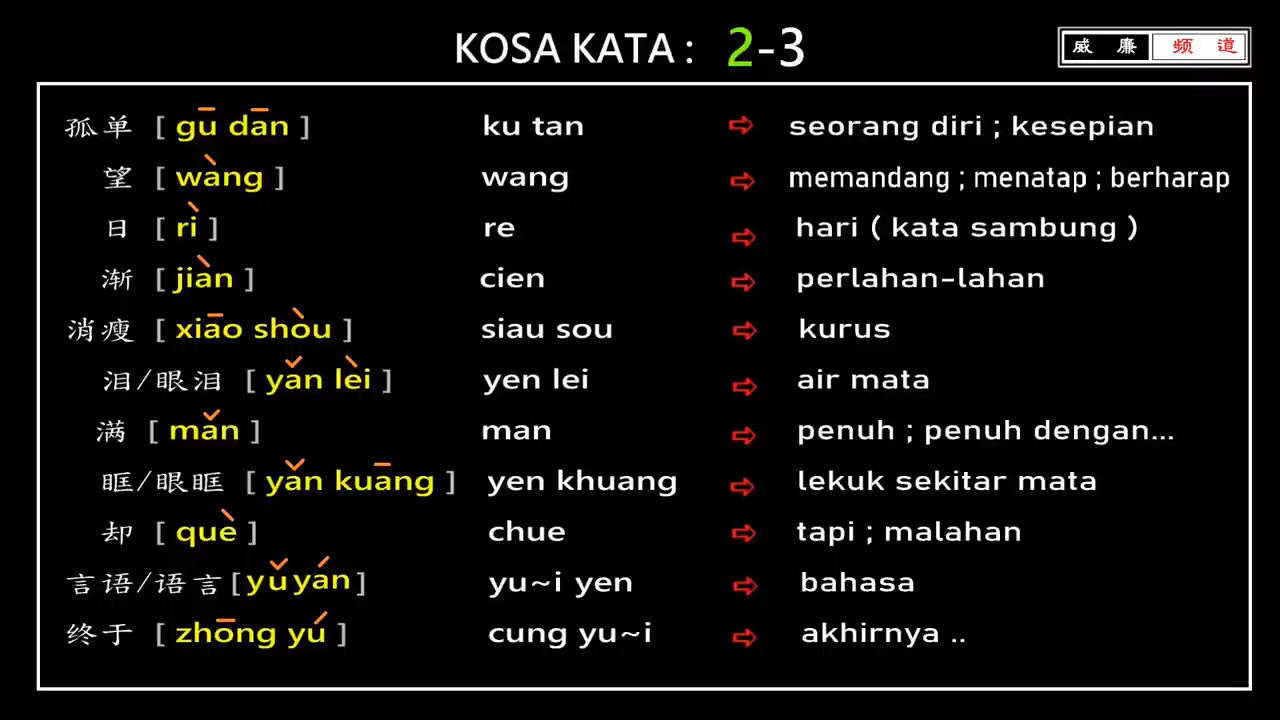 KOSA KATA : 2-3
威 廉 频 道
孤单 [ gū dān ] ku tan ⇨ seorang diri ; kesepian
望 [ wàng ] wang ⇨ memandang ; menatap ; berharap
日 [ rì ] re ⇨ hari ( kata sambung )
渐 [ jiàn ] cien ⇨ perlahan-lahan
消瘦 [ xiāo shòu ] siau sou ⇨ kurus
泪/眼泪 [ yǎn lèi ] yen lei ⇨ air mata
满 [ mǎn ] man ⇨ penuh ; penuh dengan...
眶/眼眶 [ yǎn kuāng ] yen khuang ⇨ lekuk sekitar mata
却 [ què ] chue ⇨ tapi ; malahan
言语/语言 [yǔ yán] yu~i yen ⇨ bahasa
终于 [ zhōng yú ] cung yu~i ⇨ akhirnya ..